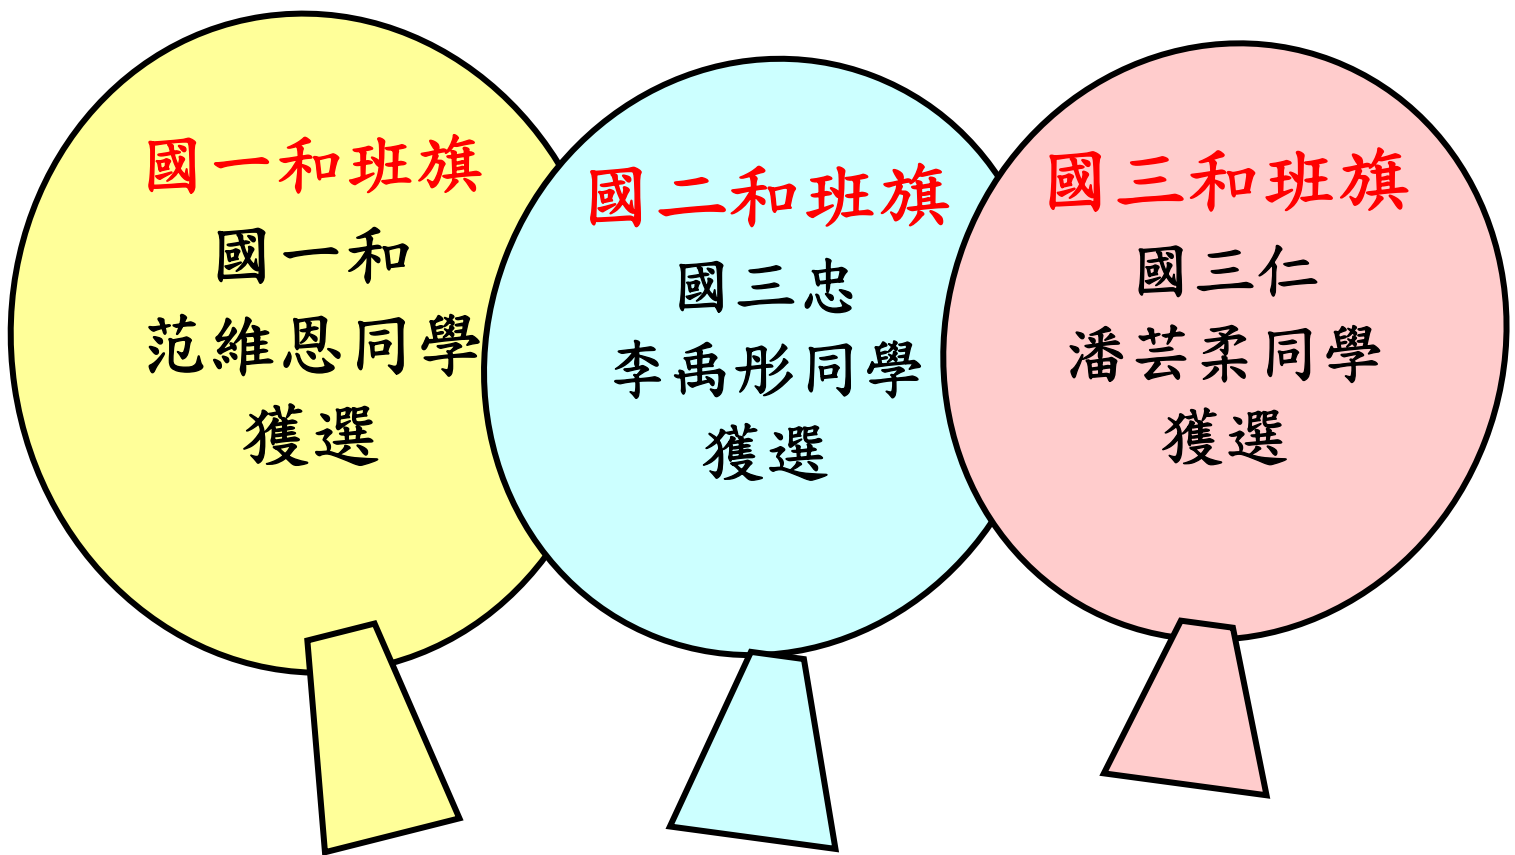 國一和班旗
國一和
范維恩同學
獲選
國二和班旗
國三忠
李禹彤同學
獲選
國三和班旗
國三仁
潘芸柔同學
獲選